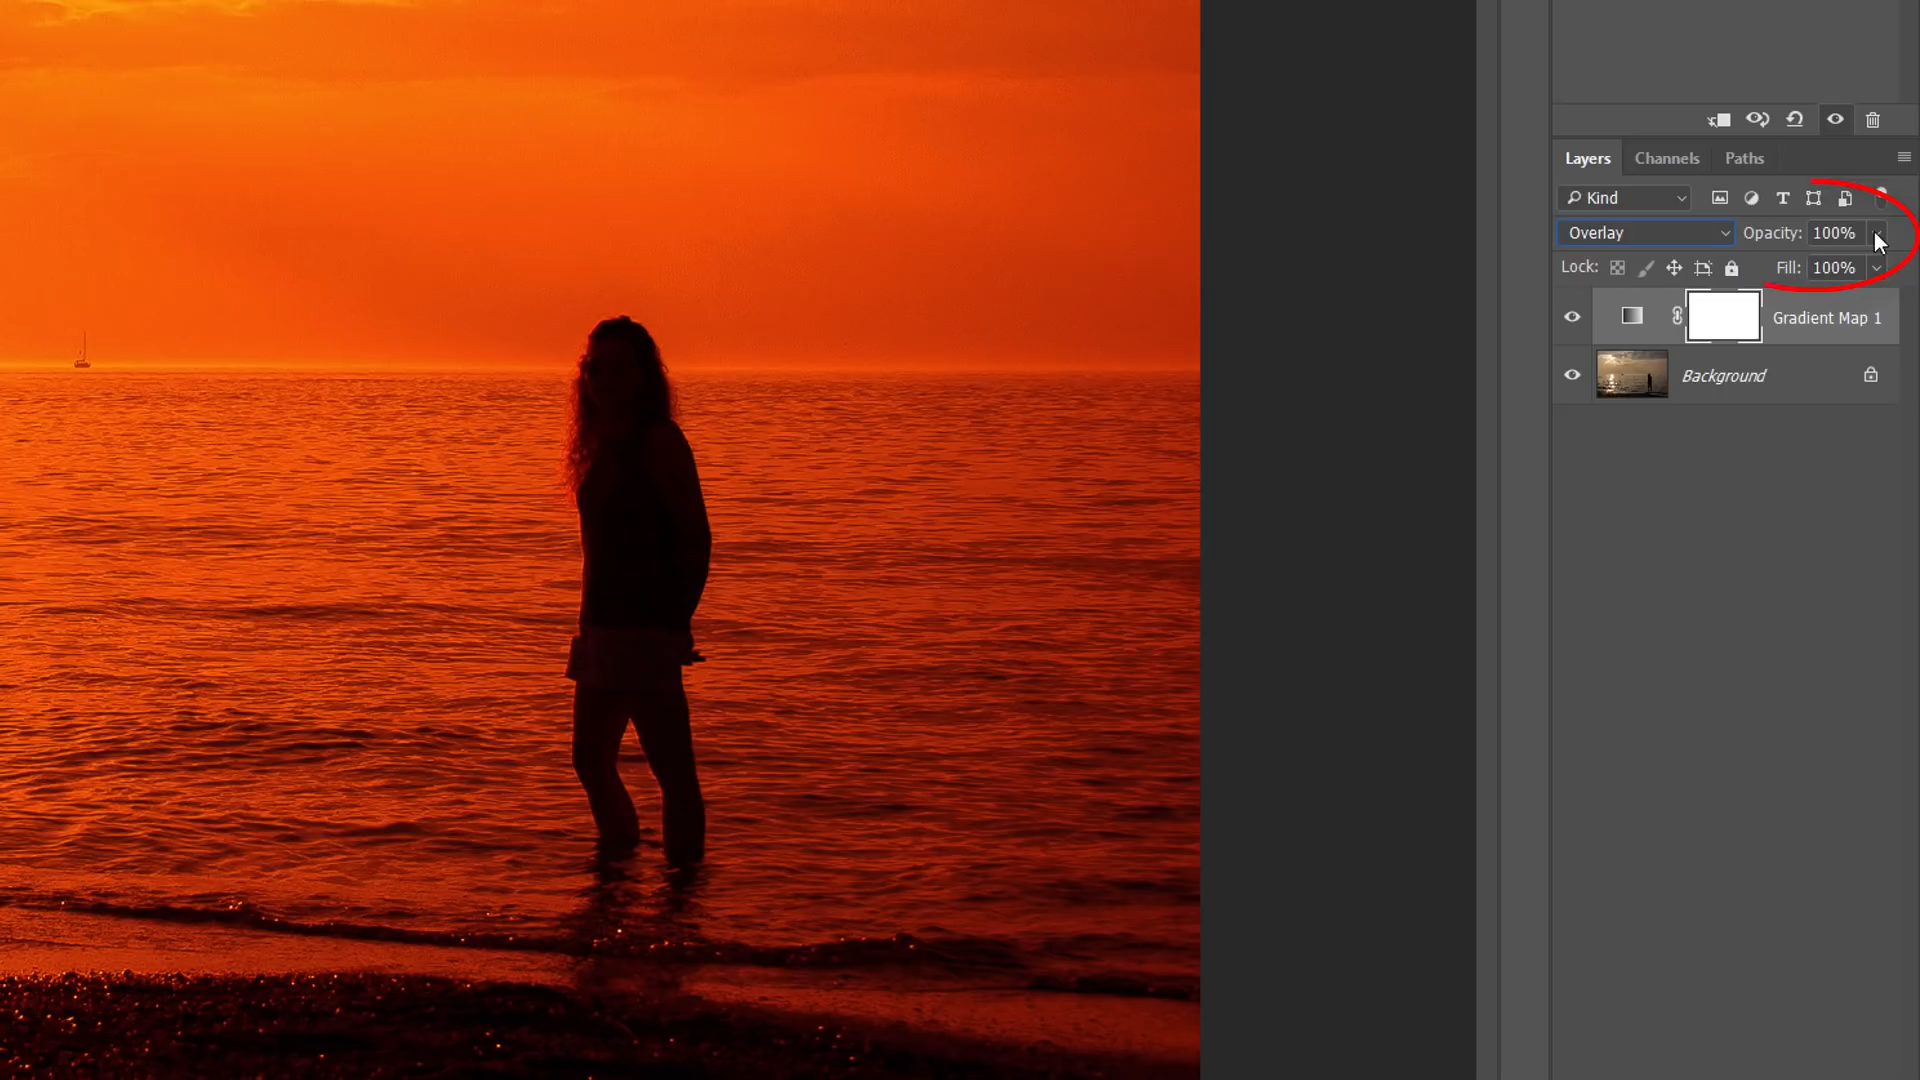 Layers Channels Paths
Kind
Overlay Opacity: 100%
Lock: Fill: 100%
Gradient Map 1
Background